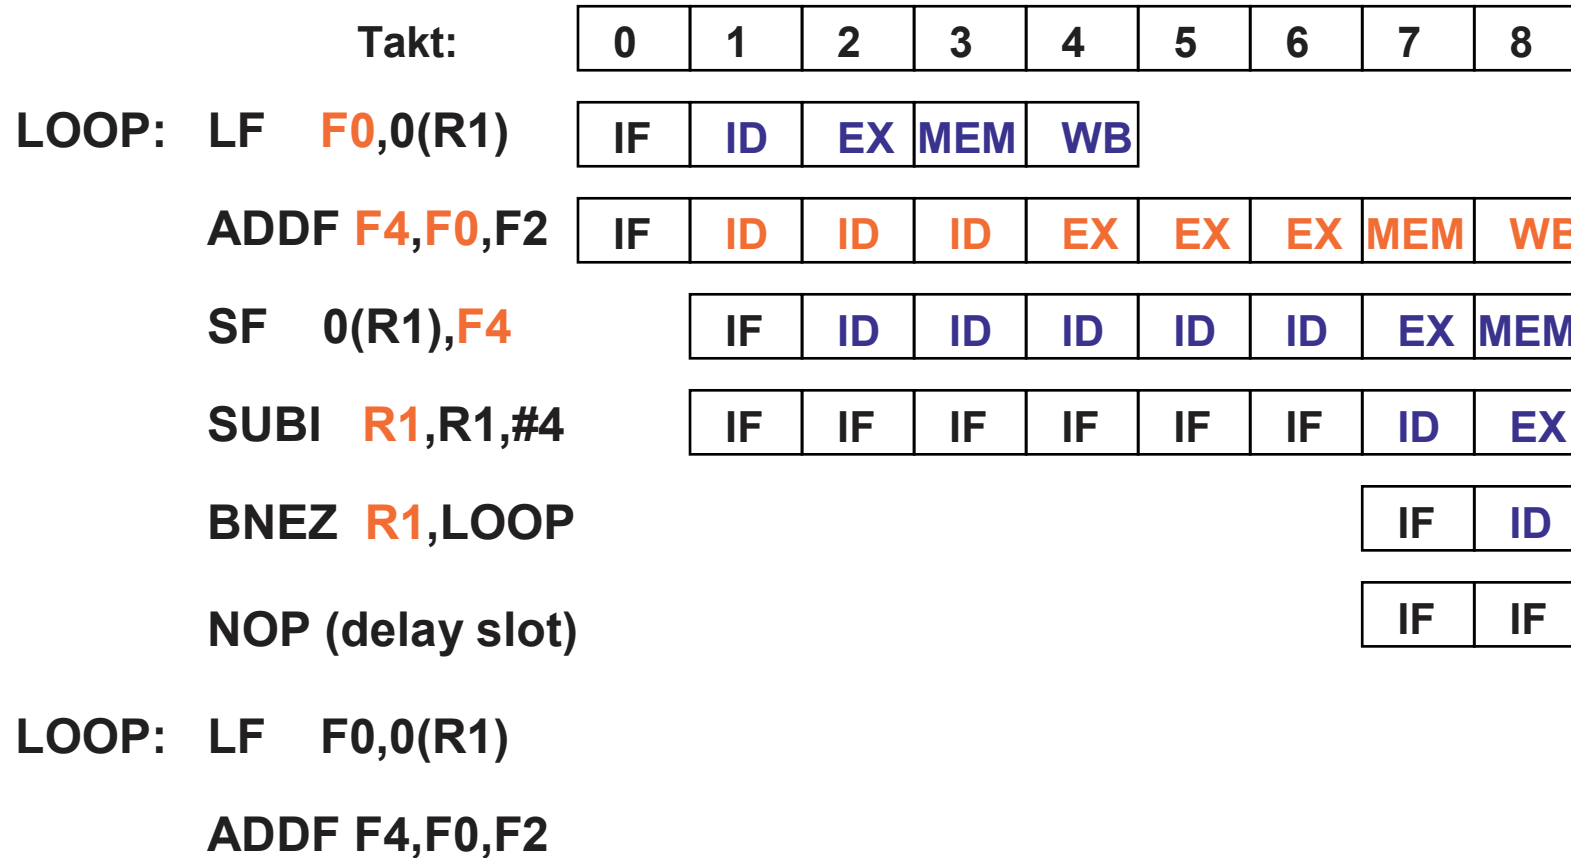 Takt: 0 1 2 3 4 5 6 7 8
LOOP: LF F0,0(R1) IF ID EX MEM WB
ADDF F4,F0,F2 IF ID ID ID EX EX EX MEM WB
SF 0(R1),F4 IF ID ID ID ID ID EX MEM
SUBI R1,R1,#4 IF IF IF IF IF IF ID EX
BNEZ R1,LOOP IF ID
NOP (delay slot) IF IF
LOOP: LF F0,0(R1)
ADDF F4,F0,F2